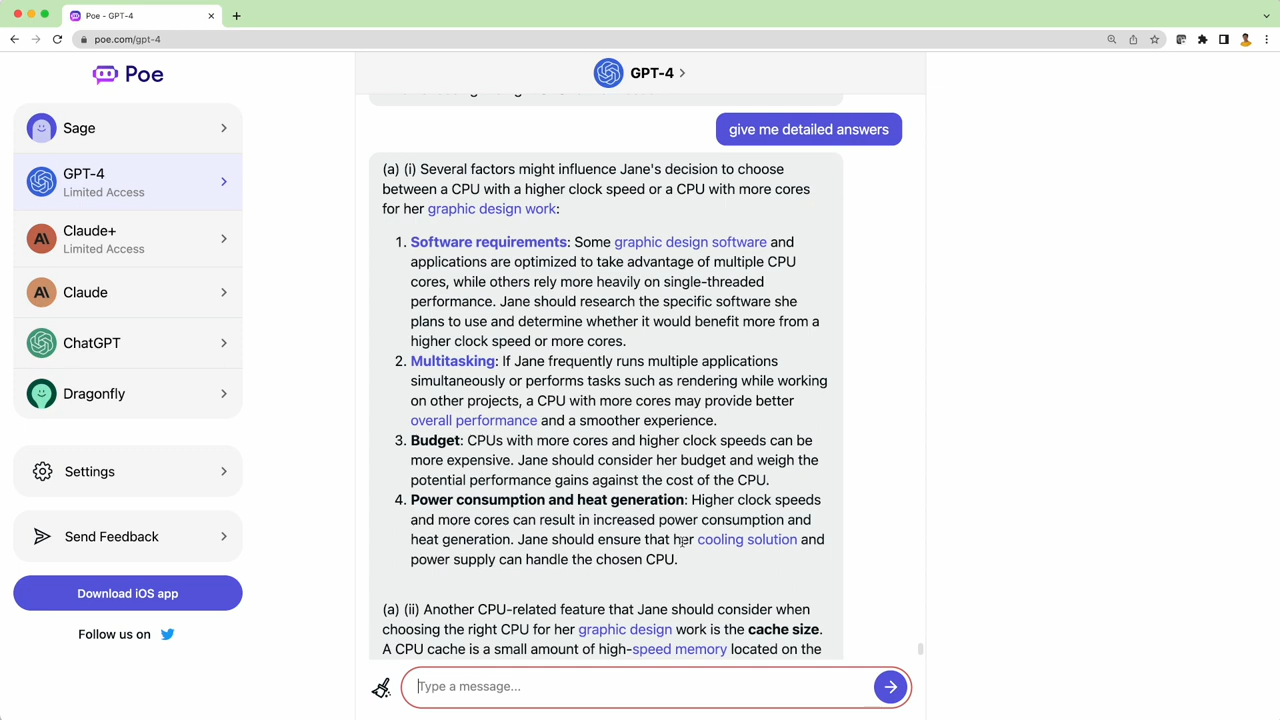 Poe - GPT-4
poe.com/gpt-4
Poe
Sage
GPT-4
Limited Access
Claude+
Limited Access
Claude
ChatGPT
Dragonfly
Settings
Send Feedback
Download iOS app
Follow us on
GPT-4
give me detailed answers
(a) (i) Several factors might influence Jane's decision to choose
between a CPU with a higher clock speed or a CPU with more cores
for her graphic design work:
1. Software requirements: Some graphic design software and
applications are optimized to take advantage of multiple CPU
cores, while others rely more heavily on single-threaded
performance. Jane should research the specific software she
plans to use and determine whether it would benefit more from a
higher clock speed or more cores.
2. Multitasking: If Jane frequently runs multiple applications
simultaneously or performs tasks such as rendering while working
on other projects, a CPU with more cores may provide better
overall performance and a smoother experience.
3. Budget: CPUs with more cores and higher clock speeds can be
more expensive. Jane should consider her budget and weigh the
potential performance gains against the cost of the CPU.
4. Power consumption and heat generation: Higher clock speeds
and more cores can result in increased power consumption and
heat generation. Jane should ensure that her cooling solution and
power supply can handle the chosen CPU.
(a) (ii) Another CPU-related feature that Jane should consider when
choosing the right CPU for her graphic design work is the cache size.
A CPU cache is a small amount of high-speed memory located on the
Type a message...